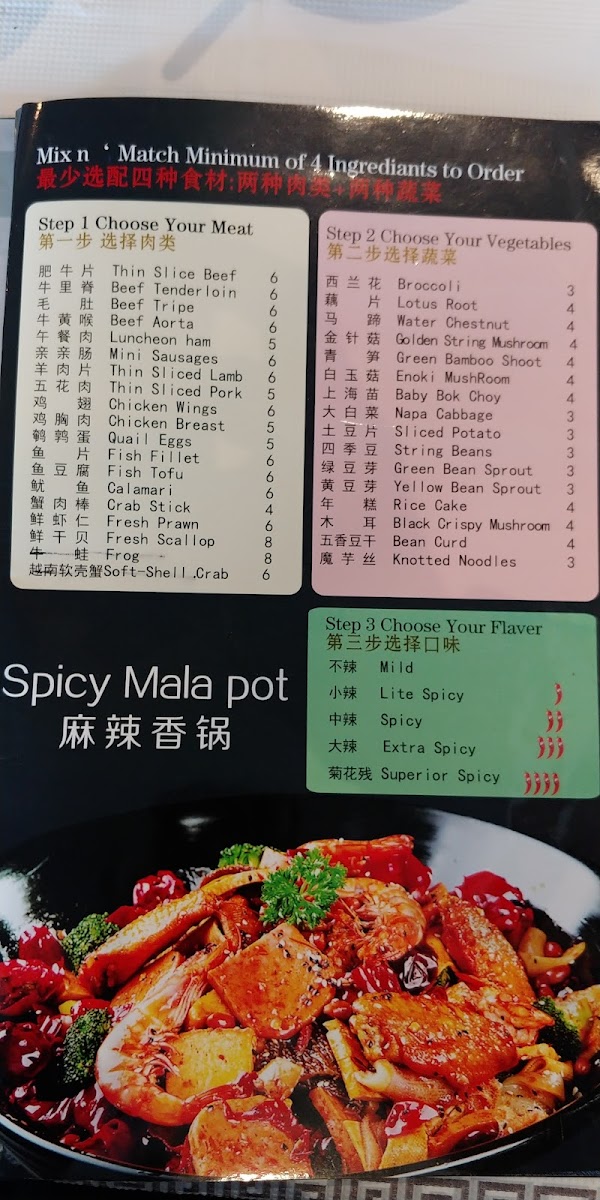 Mix n ‘ Match Minimum of 4 Ingrediants to Order
最少选配四种食材:两种肉类+两种蔬菜
Step 1 Choose Your Meat
第一步 选择肉类
肥牛片 Thin Slice Beef 6
牛里脊 Beef Tenderloin 6
毛肚 Beef Tripe 6
牛黄喉 Beef Aorta 6
午餐肉 Luncheon ham 5
亲亲肠 Mini Sausages 6
羊肉片 Thin Sliced Lamb 6
五花肉 Thin Sliced Pork 5
鸡翅 Chicken Wings 6
鸡胸肉 Chicken Breast 5
鹌鹑蛋 Quail Eggs 5
鱼片 Fish Fillet 6
鱼豆腐 Fish Tofu 6
鱿鱼 Calamari 6
蟹肉棒 Crab Stick 4
鲜虾仁 Fresh Prawn 6
鲜干贝 Fresh Scallop 8
牛蛙 Frog 8
越南软壳蟹Soft-Shell.Crab 6
Step 2 Choose Your Vegetables
第二步选择蔬菜
西兰花 Broccoli 3
藕片 Lotus Root 4
马蹄 Water Chestnut 4
金针菇 Golden String Mushroom 4
青笋 Green Bamboo Shoot 4
白玉菇 Enoki MushRoom 4
上海苗 Baby Bok Choy 4
大白菜 Napa Cabbage 3
土豆片 Sliced Potato 3
四季豆 String Beans 3
绿豆芽 Green Bean Sprout 3
黄豆芽 Yellow Bean Sprout 3
年糕 Rice Cake 4
木耳 Black Crispy Mushroom 4
五香豆干 Bean Curd 4
魔芋丝 Knotted Noodles 3
Step 3 Choose Your Flaver
第三步选择口味
不辣 Mild
小辣 Lite Spicy
中辣 Spicy
大辣 Extra Spicy
菊花残 Superior Spicy
Spicy Mala pot
麻辣香锅